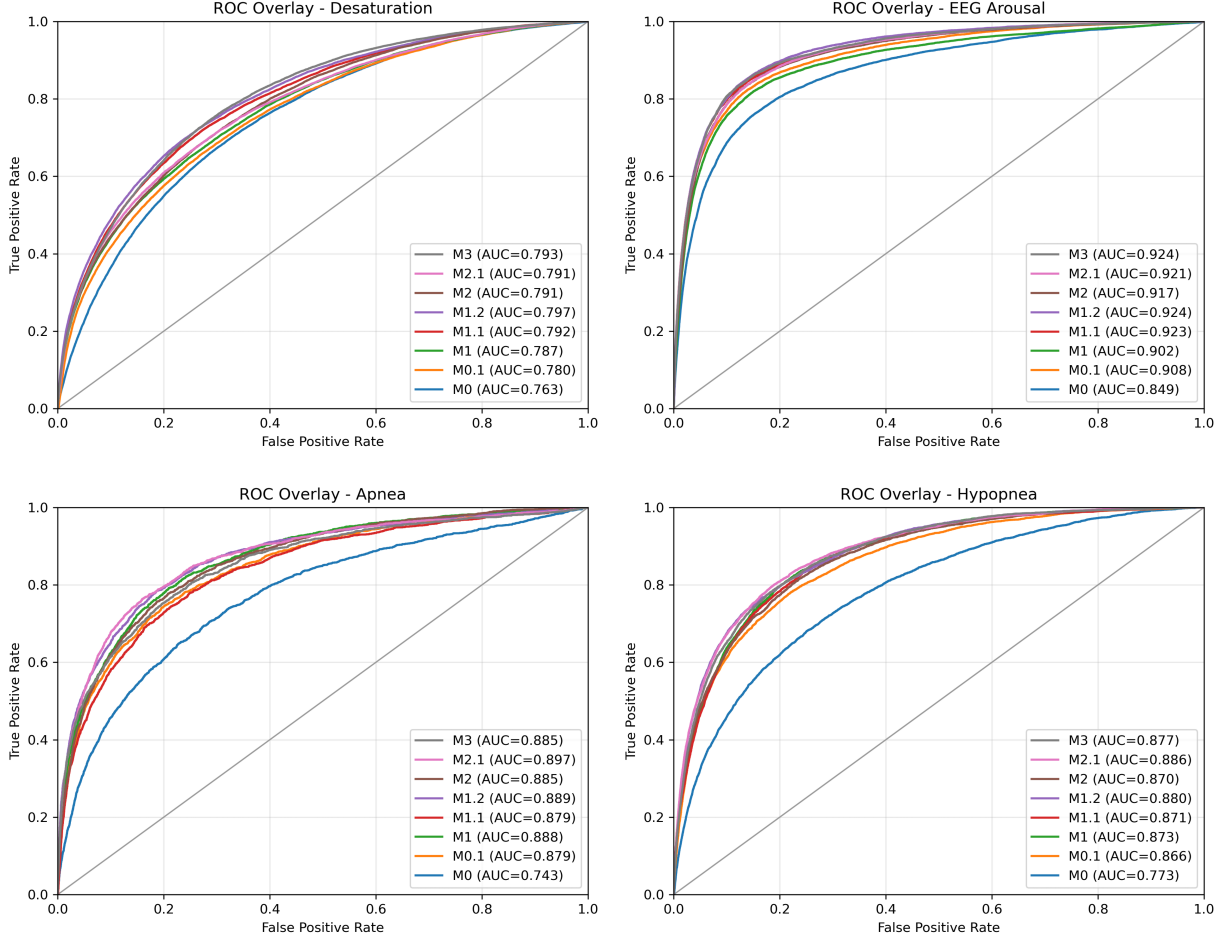 ROC Overlay - Desaturation
1.0
0.8
0.6
0.4
0.2
0.0
True Positive Rate
M3 (AUC=0.793)
M2.1 (AUC=0.791)
M2 (AUC=0.791)
M1.2 (AUC=0.797)
M1.1 (AUC=0.792)
M1 (AUC=0.787)
M0.1 (AUC=0.780)
M0 (AUC=0.763)
0.0 0.2 0.4 0.6 0.8 1.0
False Positive Rate
ROC Overlay - EEG Arousal
1.0
0.8
0.6
0.4
0.2
0.0
True Positive Rate
M3 (AUC=0.924)
M2.1 (AUC=0.921)
M2 (AUC=0.917)
M1.2 (AUC=0.924)
M1.1 (AUC=0.923)
M1 (AUC=0.902)
M0.1 (AUC=0.908)
M0 (AUC=0.849)
0.0 0.2 0.4 0.6 0.8 1.0
False Positive Rate
ROC Overlay - Apnea
1.0
0.8
0.6
0.4
0.2
0.0
True Positive Rate
M3 (AUC=0.885)
M2.1 (AUC=0.897)
M2 (AUC=0.885)
M1.2 (AUC=0.889)
M1.1 (AUC=0.879)
M1 (AUC=0.888)
M0.1 (AUC=0.879)
M0 (AUC=0.743)
0.0 0.2 0.4 0.6 0.8 1.0
False Positive Rate
ROC Overlay - Hypopnea
1.0
0.8
0.6
0.4
0.2
0.0
True Positive Rate
M3 (AUC=0.877)
M2.1 (AUC=0.886)
M2 (AUC=0.870)
M1.2 (AUC=0.880)
M1.1 (AUC=0.871)
M1 (AUC=0.873)
M0.1 (AUC=0.866)
M0 (AUC=0.773)
0.0 0.2 0.4 0.6 0.8 1.0
False Positive Rate